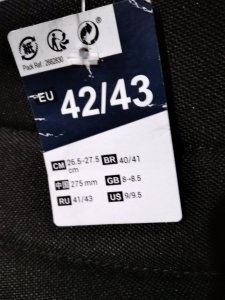 Pack Ref : 2882830
EU 42/43
CM 26.5-27.5 cm BR 40/41
中国 275 mm GB 8-8.5
RU 41/43 US 9/9.5